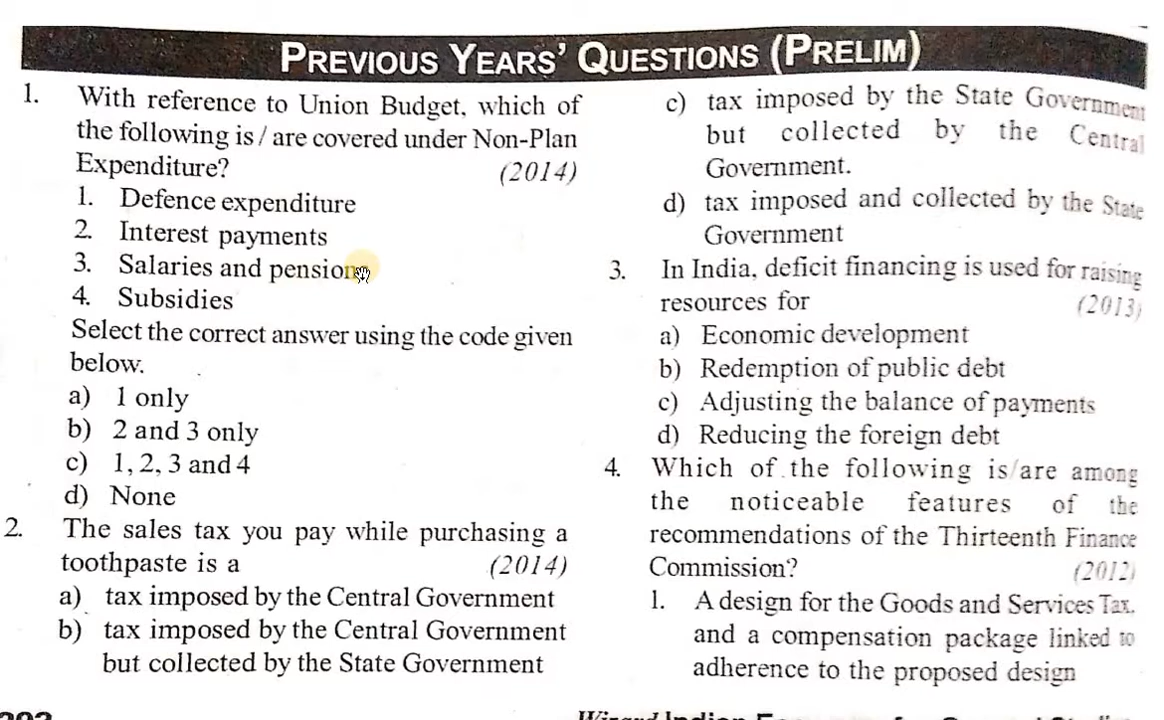 PREVIOUS YEARS' QUESTIONS (PRELIM)
1. With reference to Union Budget, which of
the following is / are covered under Non-Plan
Expenditure? (2014)
1. Defence expenditure
2. Interest payments
3. Salaries and pensions
4. Subsidies
Select the correct answer using the code given
below.
a) 1 only
b) 2 and 3 only
c) 1, 2, 3 and 4
d) None
2. The sales tax you pay while purchasing a
toothpaste is a (2014)
a) tax imposed by the Central Government
b) tax imposed by the Central Government
but collected by the State Government
c) tax imposed by the State Government
but collected by the Central
Government.
d) tax imposed and collected by the State
Government
3. In India, deficit financing is used for raising
resources for (2013)
a) Economic development
b) Redemption of public debt
c) Adjusting the balance of payments
d) Reducing the foreign debt
4. Which of the following is/are among
the noticeable features of the
recommendations of the Thirteenth Finance
Commission? (2012)
1. A design for the Goods and Services Tax,
and a compensation package linked to
adherence to the proposed design